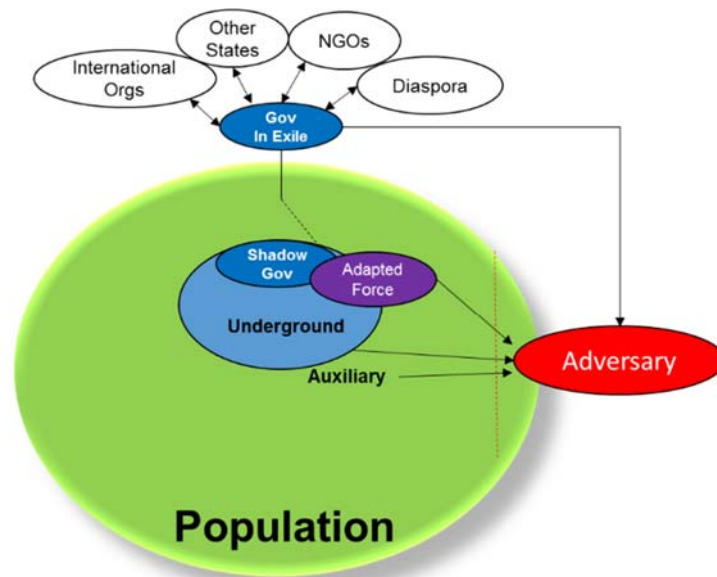 Other
States
NGOs
International
Orgs
Diaspora
Gov
In Exile
Shadow
Gov
Adapted
Force
Underground
Adversary
Auxiliary
Population